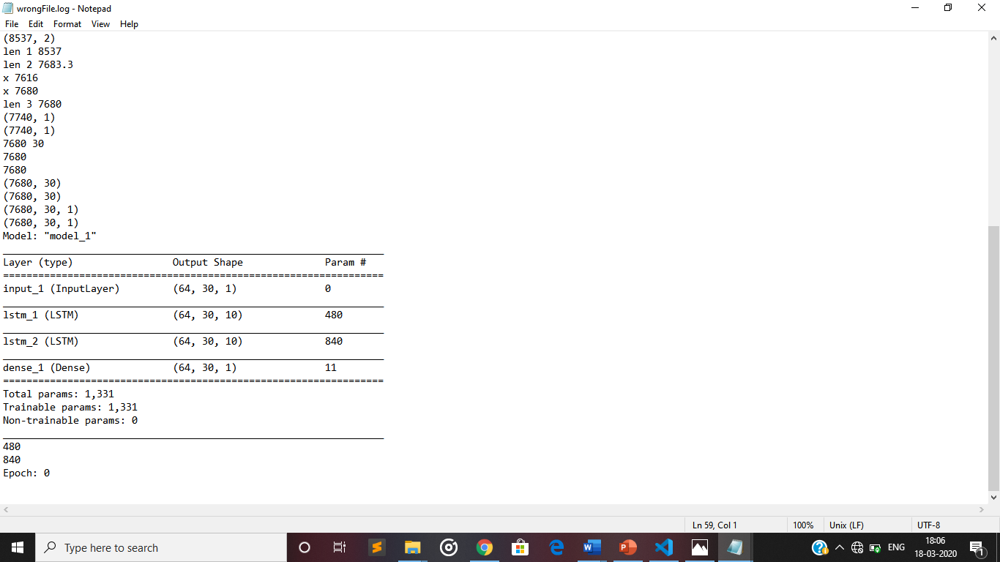 wrongFile.log - Notepad
File Edit Format View Help
(8537, 2)
len 1 8537
len 2 7683.3
x 7616
x 7680
len 3 7680
(7740, 1)
(7740, 1)
7680 30
7680
7680
(7680, 30)
(7680, 30)
(7680, 30, 1)
(7680, 30, 1)
Model: "model_1"
_________________________________________________________________
Layer (type)                 Output Shape              Param #
=================================================================
input_1 (InputLayer)         (64, 30, 1)               0
_________________________________________________________________
lstm_1 (LSTM)                (64, 30, 10)              480
_________________________________________________________________
lstm_2 (LSTM)                (64, 30, 10)              840
_________________________________________________________________
dense_1 (Dense)              (64, 30, 1)               11
=================================================================
Total params: 1,331
Trainable params: 1,331
Non-trainable params: 0
_________________________________________________________________
480
840
Epoch: 0
Ln 59, Col 1 100% Unix (LF) UTF-8
Type here to search
ENG
18:06
18-03-2020
1